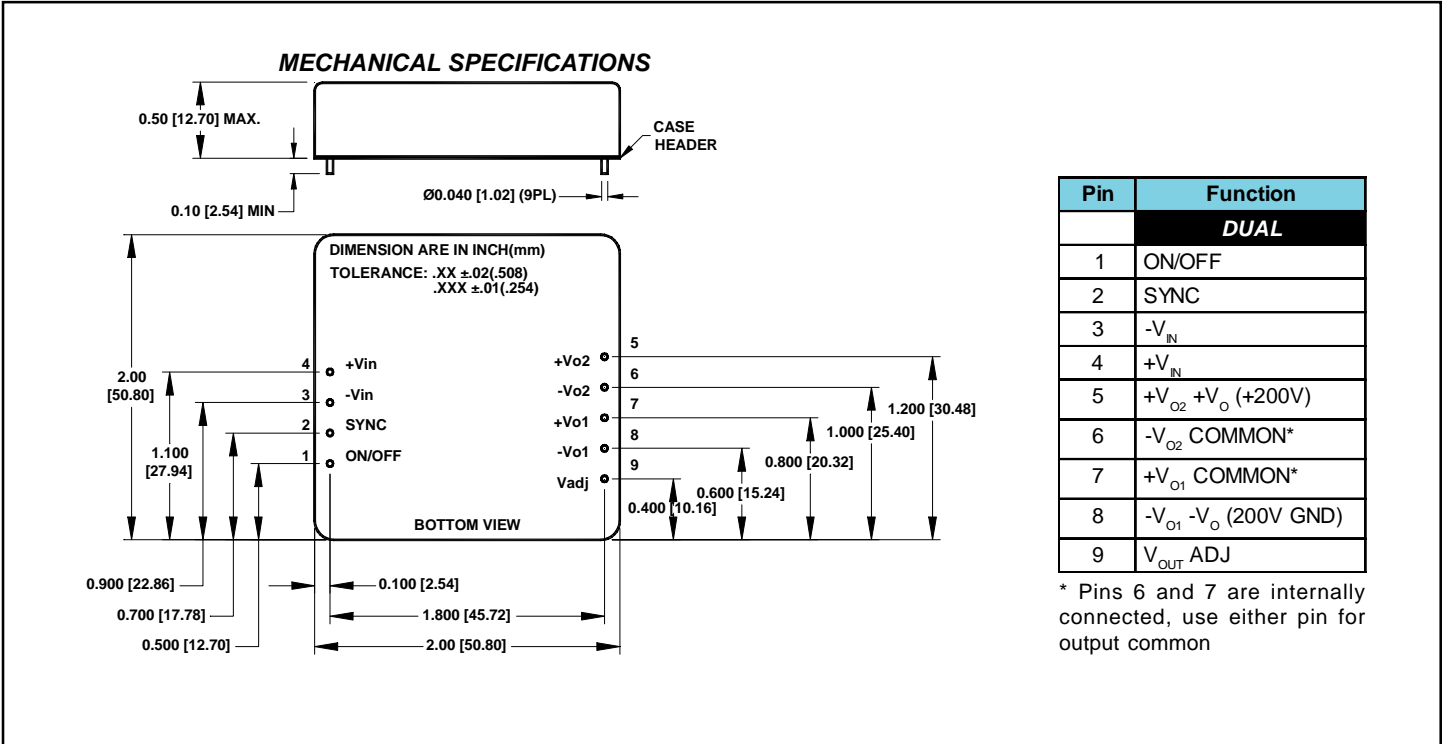 MECHANICAL SPECIFICATIONS
0.50 [12.70] MAX.
CASE
HEADER
Ø0.040 [1.02] (9PL)
0.10 [2.54] MIN
DIMENSION ARE IN INCH(mm)
TOLERANCE: .XX ±.02(.508)
.XXX ±.01(.254)
2.00
[50.80]
4 +Vin
3 -Vin
2 SYNC
1 ON/OFF
1.100
[27.94]
5
+Vo2
6
-Vo2
7
+Vo1
8
-Vo1
9
Vadj
1.200 [30.48]
1.000 [25.40]
0.800 [20.32]
0.600 [15.24]
0.400 [10.16]
BOTTOM VIEW
0.900 [22.86]
0.100 [2.54]
0.700 [17.78]
1.800 [45.72]
0.500 [12.70]
2.00 [50.80]
Pin Function
DUAL
1 ON/OFF
2 SYNC
3 -VIN
4 +VIN
5 +VO2 +VO (+200V)
6 -VO2 COMMON*
7 +VO1 COMMON*
8 -VO1 -VO (200V GND)
9 VOUT ADJ
* Pins 6 and 7 are internally
connected, use either pin for
output common